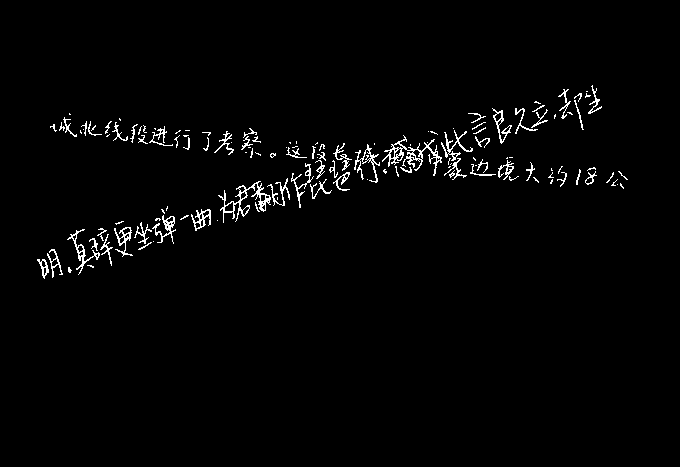 城北线段进行了考察。这段长城距中蒙边境大约18公
明。莫辞更坐弹一曲,为君翻作琵琶行。感我此言良久立,却坐